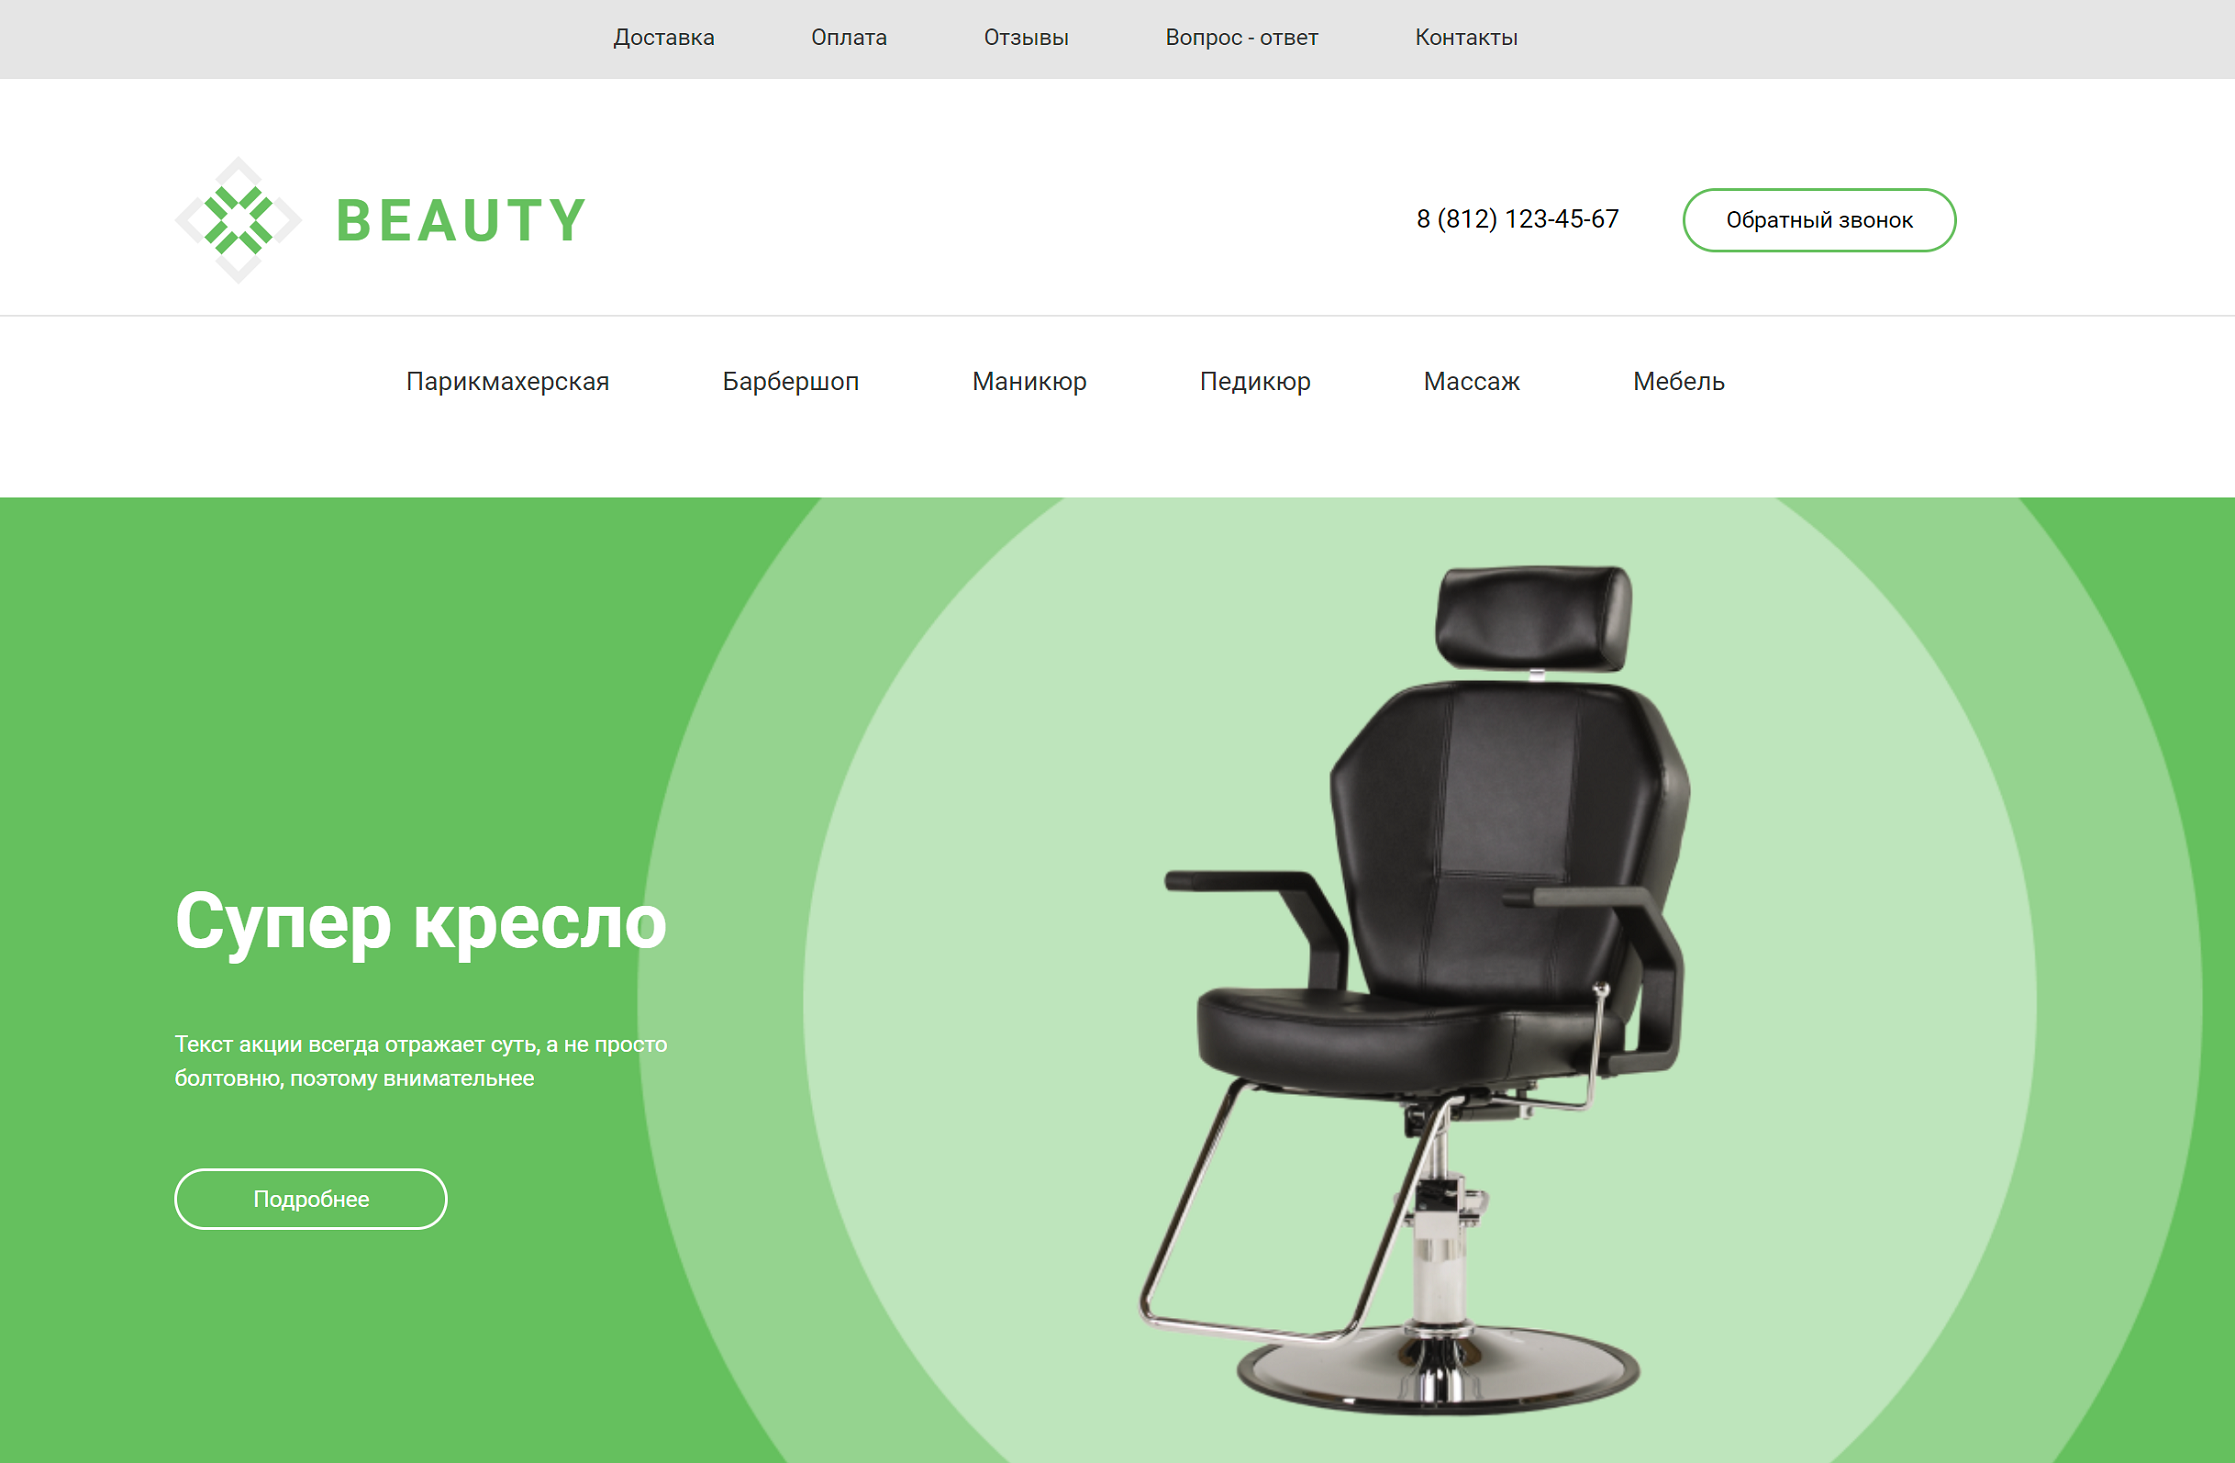 Доставка Оплата Отзывы Вопрос - ответ Контакты
BEAUTY 8 (812) 123-45-67 Обратный звонок
Парикмахерская Барбершоп Маникюр Педикюр Массаж Мебель
Супер кресло
Текст акции всегда отражает суть, а не просто
болтовню, поэтому внимательнее
Подробнее